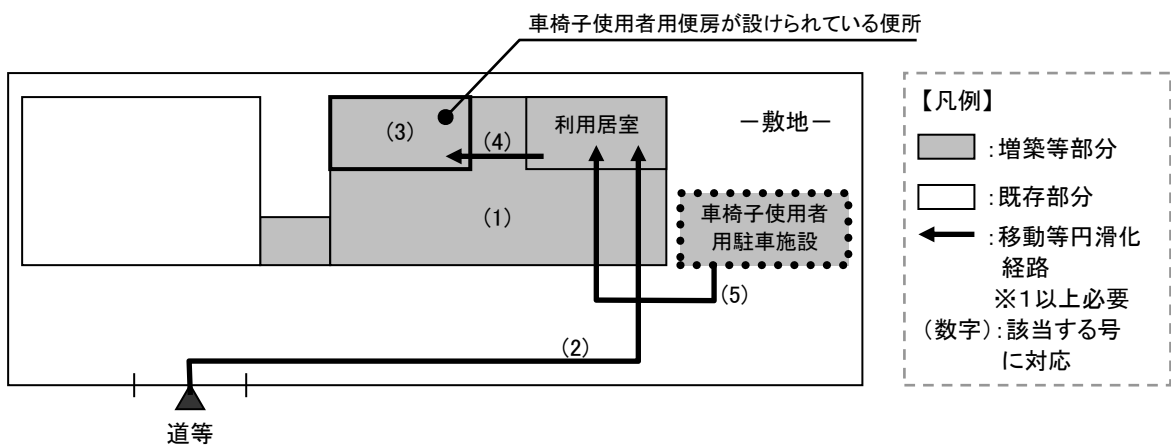 車椅子使用者用便房が設けられている便所
(3)
(4)
利用居室
－敷地－
(1)
車椅子使用者
用駐車施設
(5)
(2)
道等
【凡例】
：増築等部分
：既存部分
：移動等円滑化
経路
※１以上必要
（数字）：該当する号
に対応